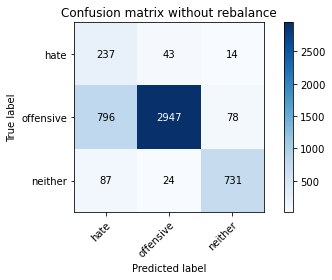 Confusion matrix without rebalance
True label
hate 237 43 14
offensive 796 2947 78
neither 87 24 731
hate offensive neither
Predicted label
2500
2000
1500
1000
500